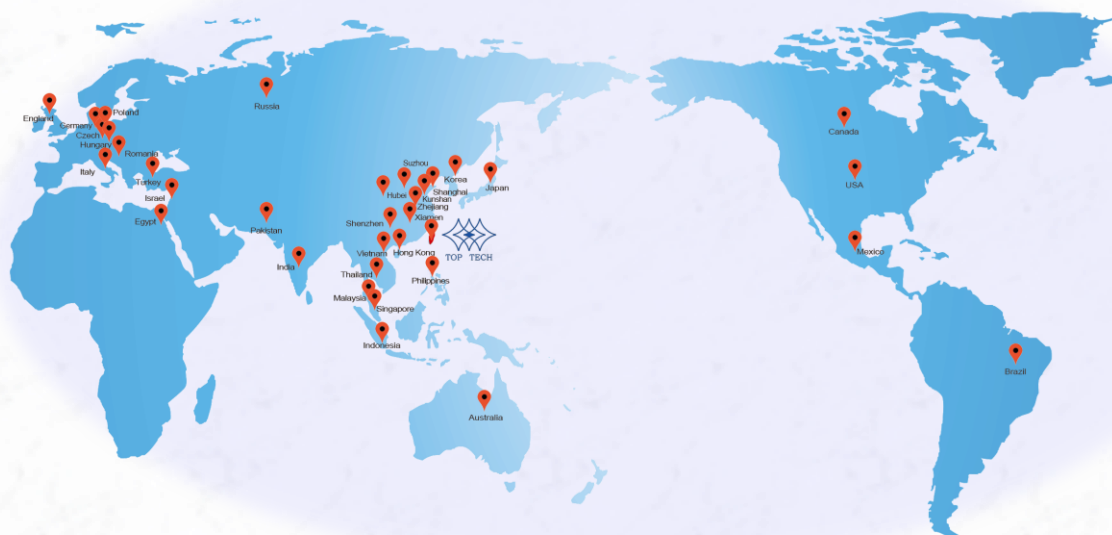 Russia
England
Poland
Germany
Czech
Hungary
Romania
Italy
Turkey
Israel
Egypt
Pakistan
India
Suzhou
Korea
Japan
Hubei
Shanghai
Kunshan
Zhejiang
Xiamen
Shenzhen
Vietnam
Hong Kong
TOP TECH
Thailand
Philippines
Malaysia
Singapore
Indonesia
Australia
Canada
USA
Mexico
Brazil